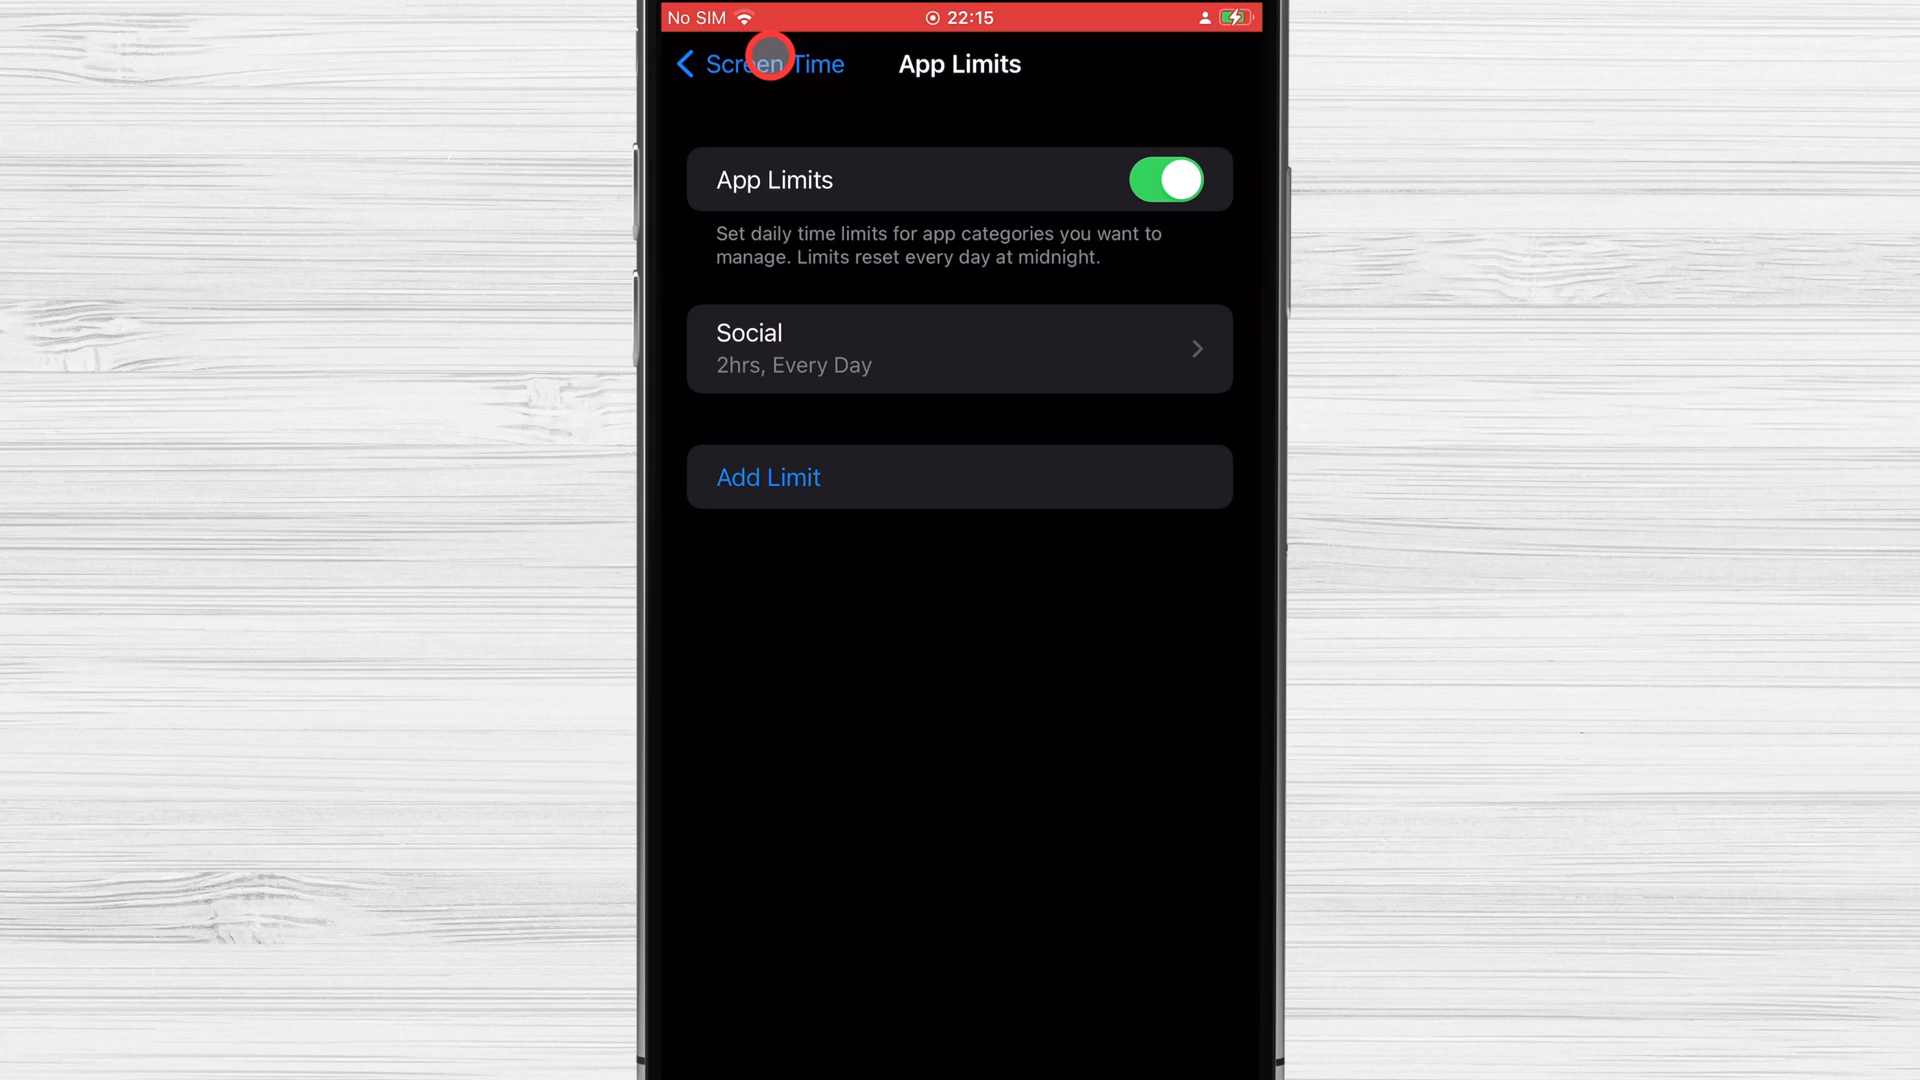 No SIM 22:15
Screen Time App Limits
App Limits
Set daily time limits for app categories you want to
manage. Limits reset every day at midnight.
Social
2hrs, Every Day
Add Limit